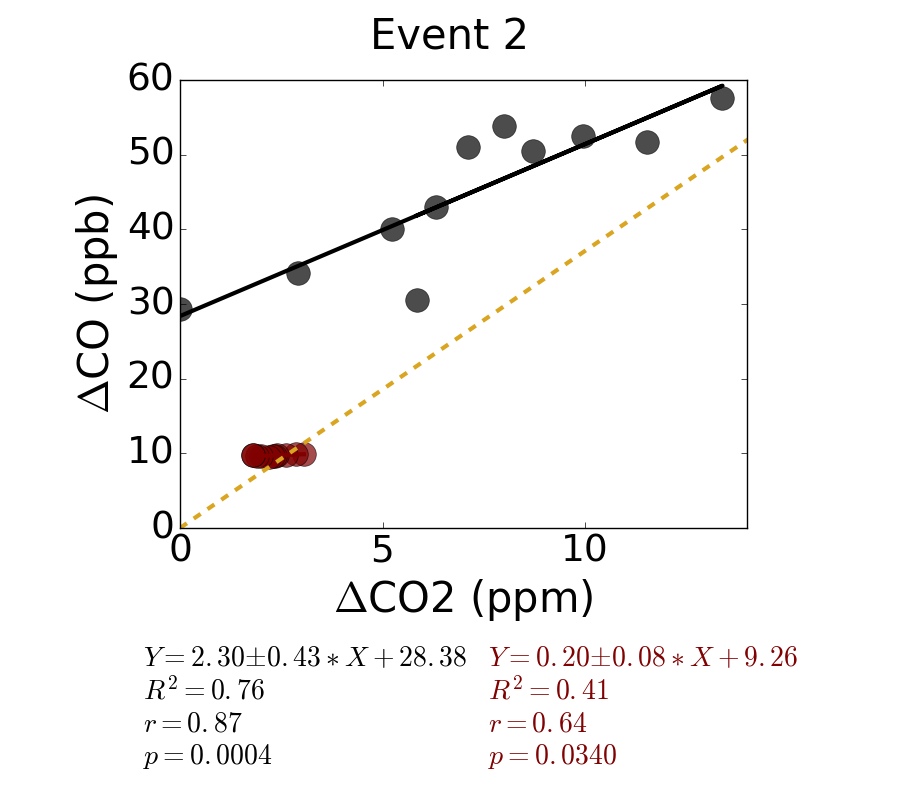 Event 2
60
50
40
30
20
10
0
ΔCO (ppb)
0 5 10
ΔCO2 (ppm)
Y=2.30±0.43∗X+28.38
R²=0.76
r=0.87
p=0.0004
Y=0.20±0.08∗X+9.26
R²=0.41
r=0.64
p=0.0340